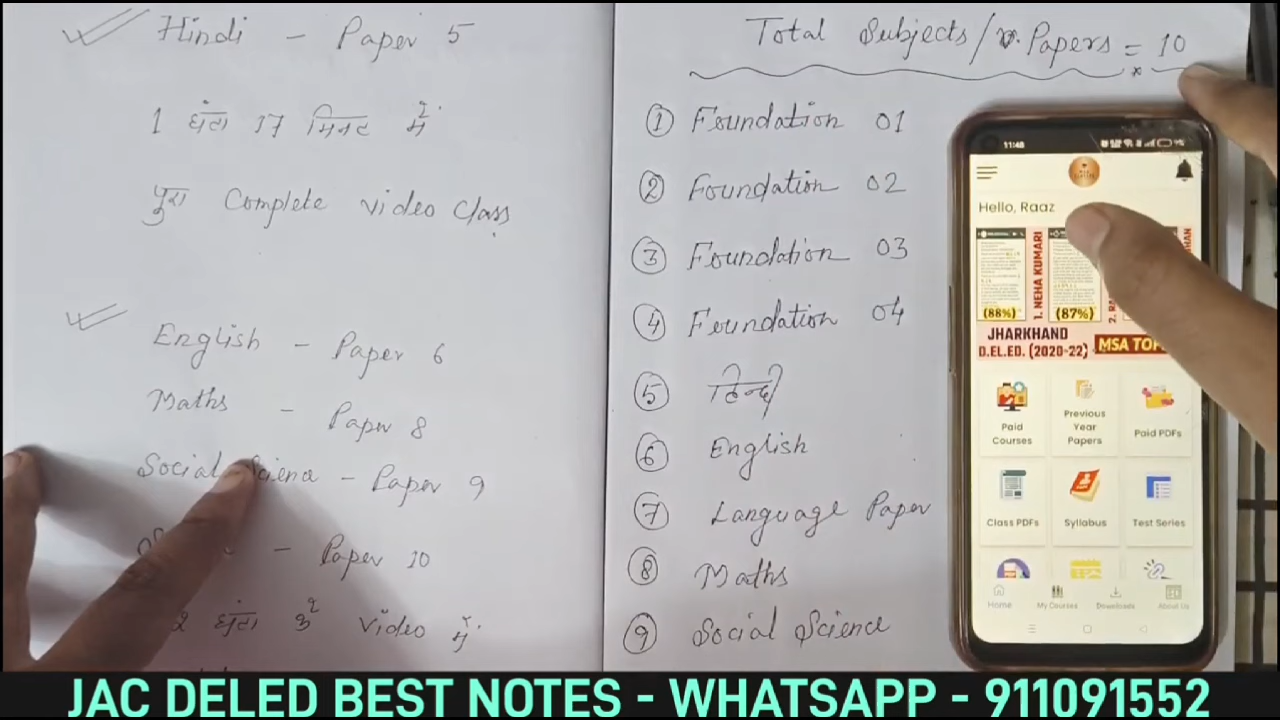 Hindi - Paper 5
1 घंटा 17 मिनट में
पुरा Complete video Class
English - Paper 6
Maths - Paper 8
Social Science - Paper 9
- Paper 10
2 घंटा के 2 video में
Total Subjects / Papers = 10
① Foundation 01
② Foundation 02
③ Foundation 03
④ Foundation 04
⑤ हिन्दी
⑥ English
⑦ Language Paper
⑧ Maths
⑨ Social Science
11:48
Hello, Raaz
1. NEHA KUMARI
(88%)
(87%)
JHARKHAND
D.EL.ED. (2020-22) - MSA
Paid Courses
Previous Year Papers
Paid PDFs
Class PDFs
Syllabus
Test Series
Home
My Courses
Downloads
About Us
JAC DELED BEST NOTES - WHATSAPP - 911091552